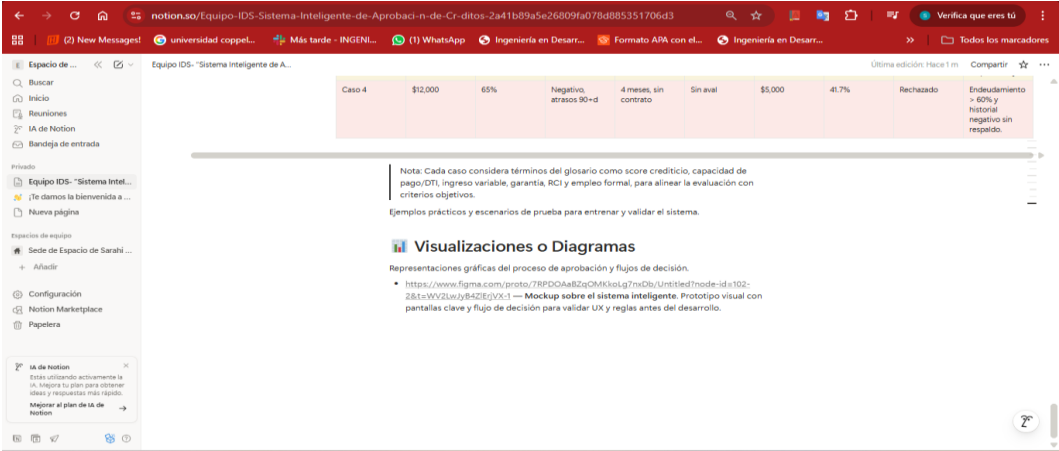 notion.so/Equipo-IDS-Sistema-Inteligente-de-Aprobaci-n-de-Cr-ditos-2a41b89a5e26809fa078d885351706d3
Verifica que eres tú
(2) New Messages!
universidad coppel...
Más tarde - INGENI...
(1) WhatsApp
Ingeniería en Desarr...
Formato APA con el...
Ingeniería en Desarr...
Todos los marcadores
E Espacio de ...
Equipo IDS- "Sistema Inteligente de A...
Última edición: Hace 1 m
Compartir
Buscar
Inicio
Reuniones
IA de Notion
Bandeja de entrada
Privado
Equipo IDS- "Sistema Intel...
¡Te damos la bienvenida a ...
Nueva página
Espacios de equipo
Sede de Espacio de Sarahí ...
+ Añadir
Configuración
Notion Marketplace
Papelera
IA de Notion
Estás utilizando activamente la
IA. Mejora tu plan para obtener
ideas y respuestas más rápido.
Mejorar al plan de IA de
Notion
Caso 4 $12,000 65% Negativo, 4 meses, sin Sin aval $5,000 41.7% Rechazado Endeudamiento
atrasos 90+d contrato > 60% y
historial
negativo sin
respaldo.
Nota: Cada caso considera términos del glosario como score crediticio, capacidad de
pago/DTI, ingreso variable, garantía, RCI y empleo formal, para alinear la evaluación con
criterios objetivos.
Ejemplos prácticos y escenarios de prueba para entrenar y validar el sistema.
Visualizaciones o Diagramas
Representaciones gráficas del proceso de aprobación y flujos de decisión.
• https://www.figma.com/proto/7RPDOAaBZqOMKkoLg7nxDb/Untitled?node-id=102-
2&t=WV2LwJyB4ZlErjVX-1 — Mockup sobre el sistema inteligente. Prototipo visual con
pantallas clave y flujo de decisión para validar UX y reglas antes del desarrollo.